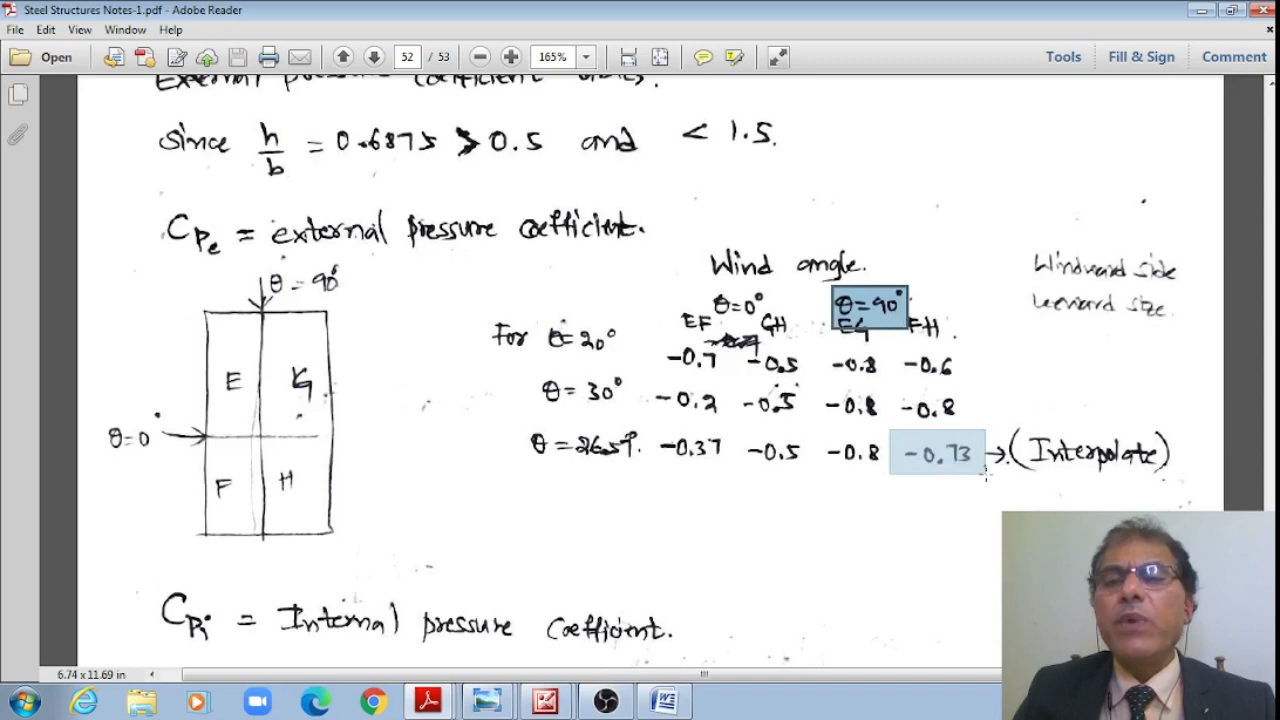 Steel Structures Notes-1.pdf - Adobe Reader
File Edit View Window Help
Open 52 / 53 165% Tools Fill & Sign Comment
External pressure coefficient
since h/b = 0.6875 > 0.5 and < 1.5.
Cpe = external pressure coefficient.
Wind angle.
Windward side
θ = 90°
θ=0° θ=90°
Leeward size.
EF GH EG FH
For θ=20° -0.7 -0.5 -0.8 -0.6
θ = 30° -0.2 -0.5 -0.8 -0.8
θ = 26.57°. -0.37 -0.5 -0.8 -0.73 → (Interpolate)
E G
θ=0°
F H
Cpi = Internal pressure coefficient.
6.74 x 11.69 in